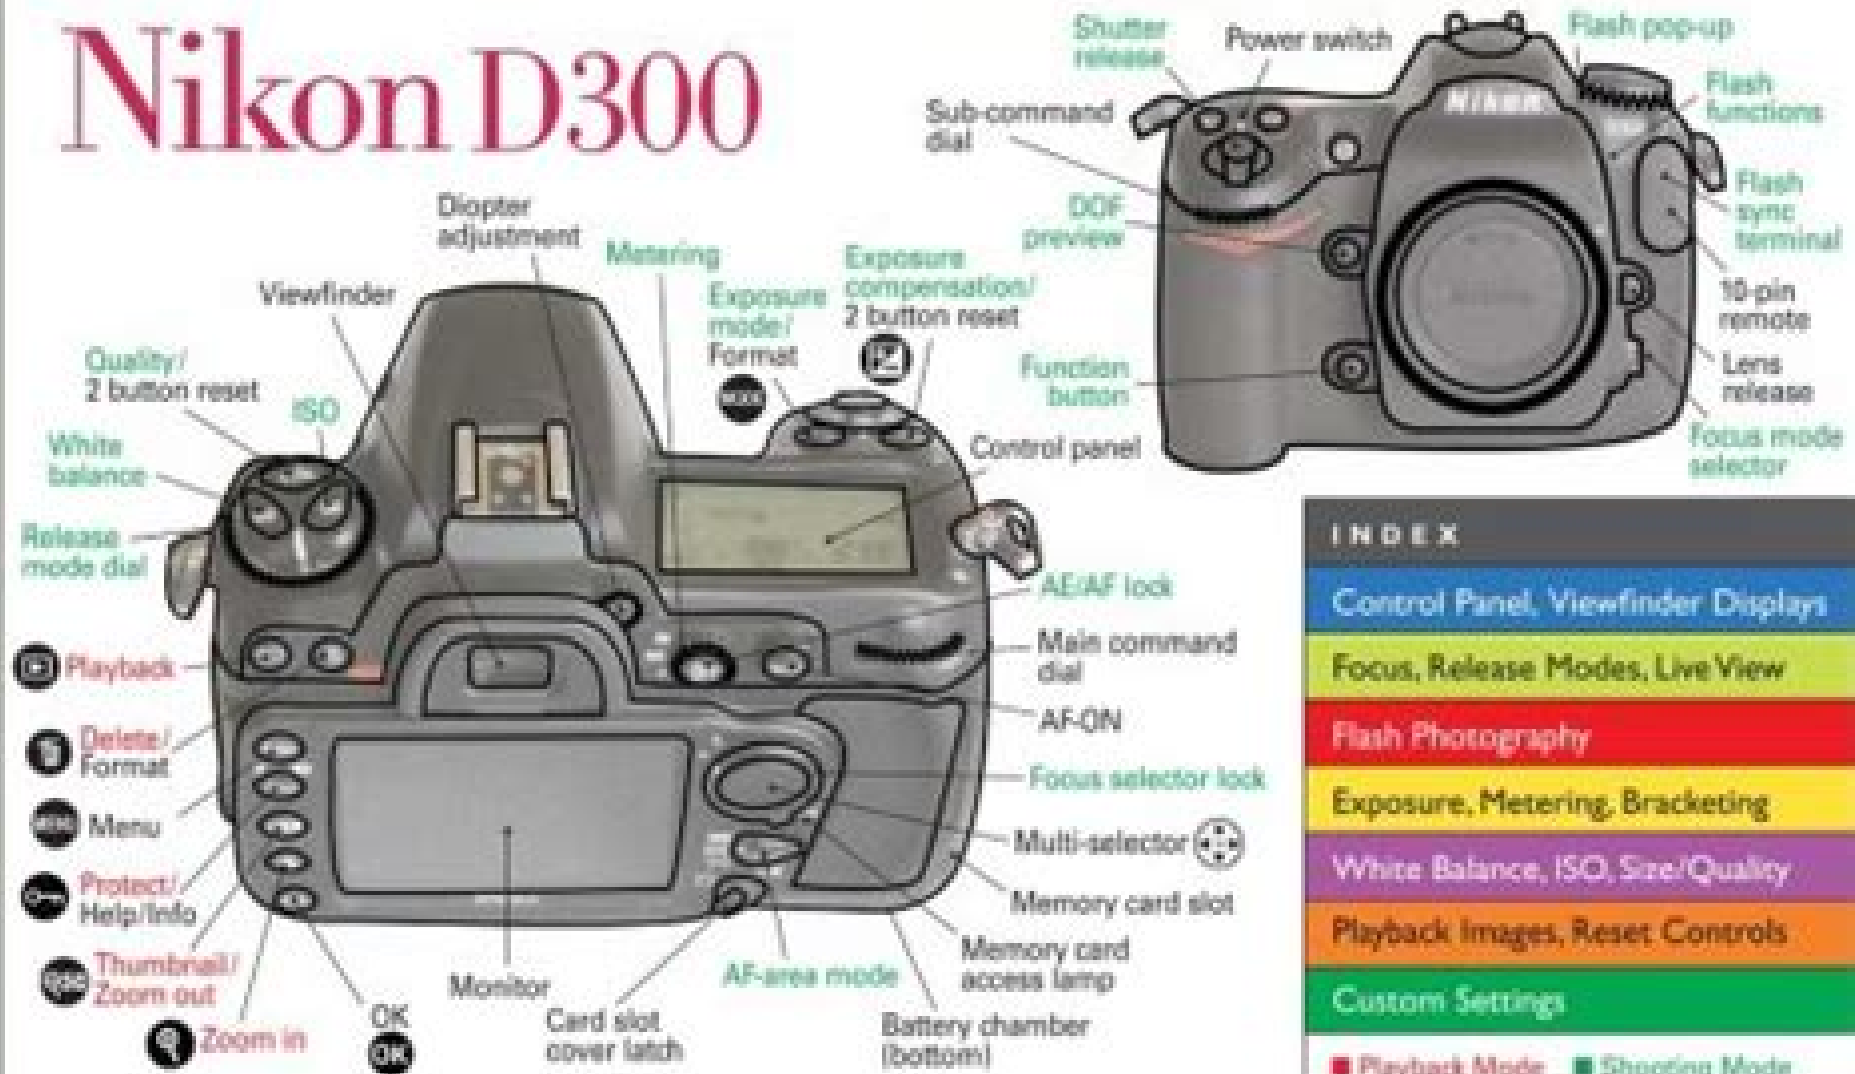 Nikon D300
Shutter
release
Power switch
Flash pop-up
Flash
functions
Sub-command
dial
Nikon
Flash
sync
terminal
DOF
preview
10-pin
remote
Function
button
Lens
release
Focus mode
selector
Diopter
adjustment
Metering
Exposure
compensation/
2 button reset
Viewfinder
Exposure
mode/
Format
MODE
Quality/
2 button reset
ISO
White
balance
Control panel
Release
mode dial
AE/AF lock
Main command
dial
Playback
AF-ON
Delete/
Format
Focus selector lock
Menu
MENU
Multi-selector
Protect/
Help/Info
Memory card slot
Memory card
access lamp
Thumbnail/
Zoom out
Monitor
AF-area mode
Zoom in
OK
OK
Card slot
cover latch
Battery chamber
(bottom)
INDEX
Control Panel, Viewfinder Displays
Focus, Release Modes, Live View
Flash Photography
Exposure, Metering, Bracketing
White Balance, ISO, Size/Quality
Playback Images, Reset Controls
Custom Settings
Playback Mode
Shooting Mode